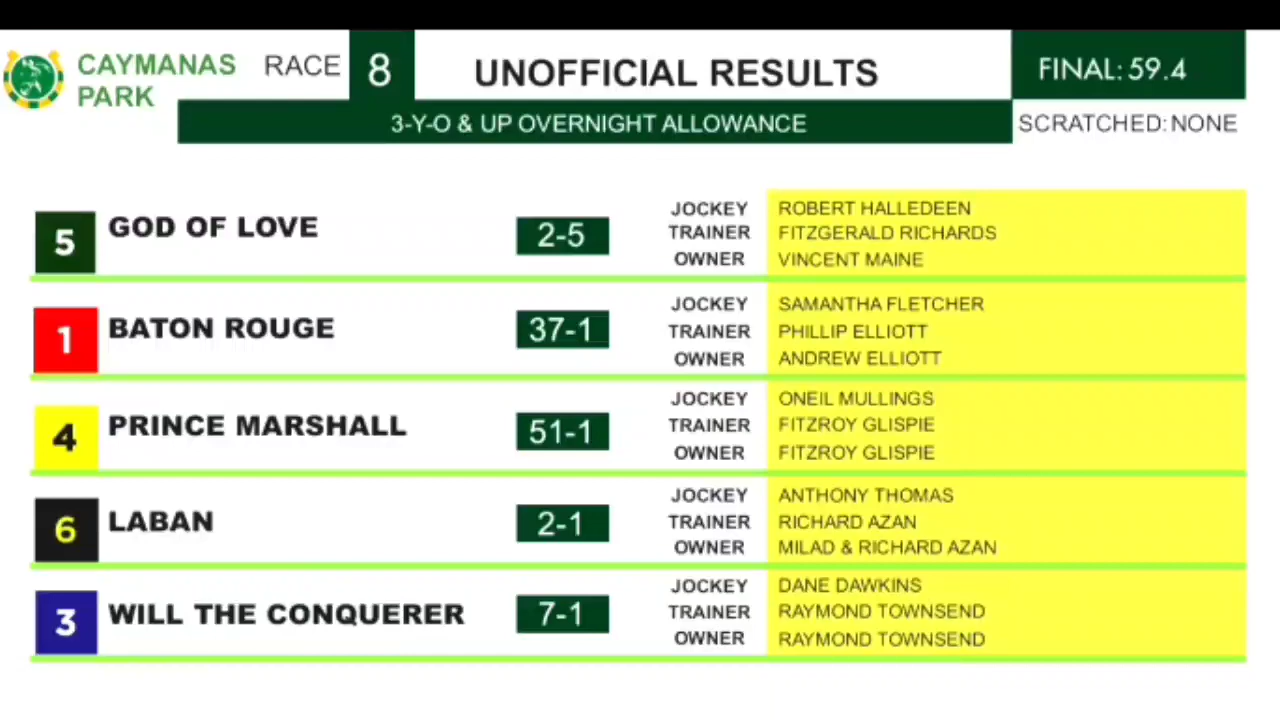 CAYMANAS PARK
RACE 8
UNOFFICIAL RESULTS
FINAL: 59.4
3-Y-O & UP OVERNIGHT ALLOWANCE
SCRATCHED: NONE
5 GOD OF LOVE 2-5
JOCKEY ROBERT HALLEDEEN
TRAINER FITZGERALD RICHARDS
OWNER VINCENT MAINE
1 BATON ROUGE 37-1
JOCKEY SAMANTHA FLETCHER
TRAINER PHILLIP ELLIOTT
OWNER ANDREW ELLIOTT
4 PRINCE MARSHALL 51-1
JOCKEY ONEIL MULLINGS
TRAINER FITZROY GLISPIE
OWNER FITZROY GLISPIE
6 LABAN 2-1
JOCKEY ANTHONY THOMAS
TRAINER RICHARD AZAN
OWNER MILAD & RICHARD AZAN
3 WILL THE CONQUERER 7-1
JOCKEY DANE DAWKINS
TRAINER RAYMOND TOWNSEND
OWNER RAYMOND TOWNSEND